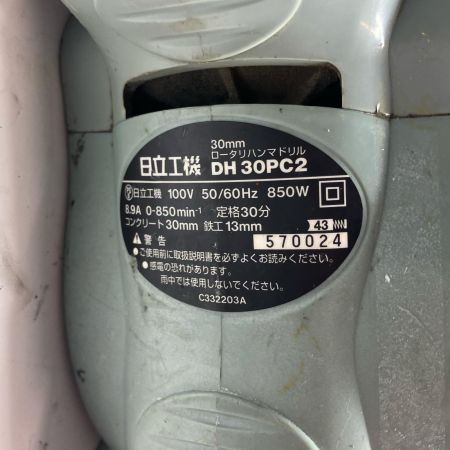 30mm
ロータリハンマドリル
日立工機 DH 30PC2
日立工機 100V 50/60Hz 850W
8.9A 0-850min-1 定格30分
コンクリート30mm 鉄工13mm 43
警告 570024
●ご使用前に取扱説明書を必ずよくお読みください。
●感電の恐れがあります。
雨中では使用しないでください。
C332203A